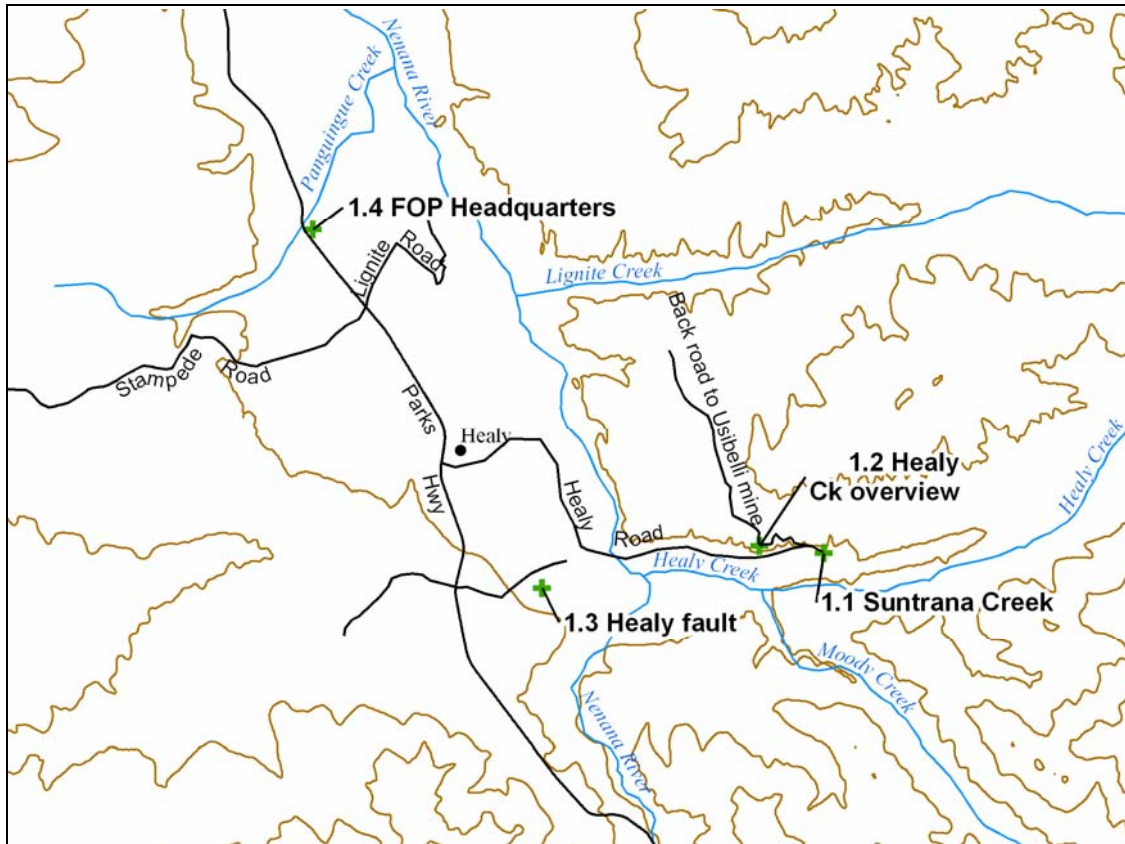 Nenana River
Panguingue Creek
1.4 FOP Headquarters
Lignite Road
Lignite Creek
Stampede Road
Back road to Usibelli mine
Parks Hwy
Healy
1.2 Healy
Ck overview
Healy Creek
Healy Road
Healy Creek
1.1 Suntrana Creek
1.3 Healy fault
Moody Creek
Nenana River